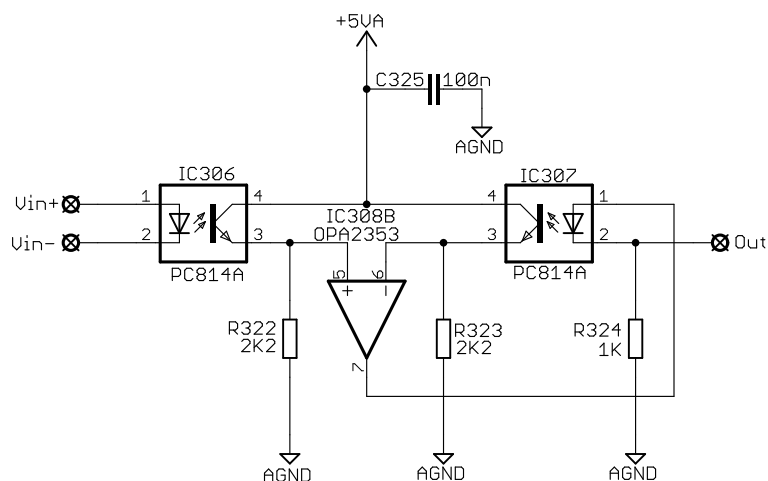 +5VA
C325 100n
AGND
IC306
IC307
Vin+ 1 4 4 1
IC308B
OPA2353
Vin- 2 3 3 2 Out
PC814A
PC814A
5 6
+ -
R322
2K2
R323
2K2
R324
1K
7
AGND
AGND
AGND